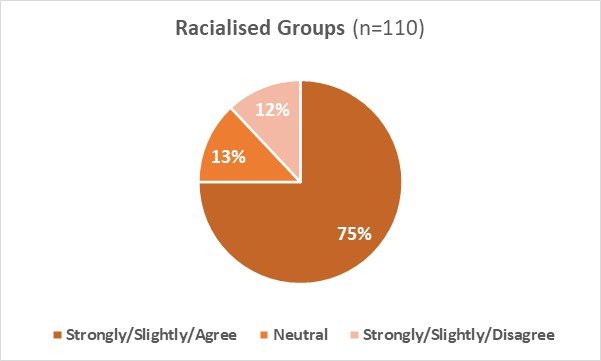 Racialised Groups (n=110)
12%
13%
75%
Strongly/Slightly/Agree Neutral Strongly/Slightly/Disagree